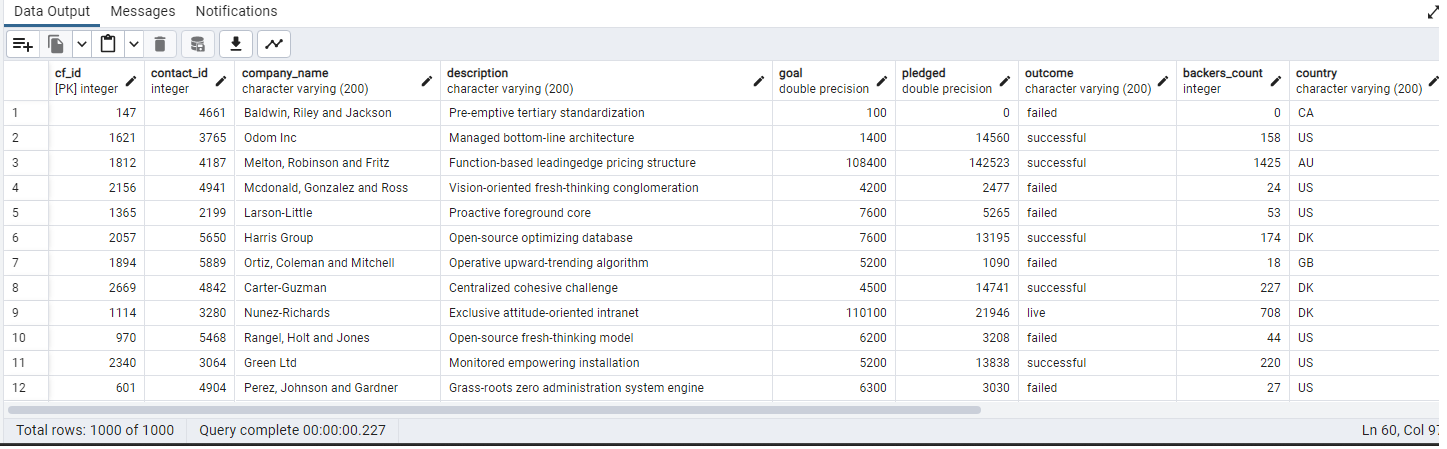 Data Output Messages Notifications
cf_id contact_id company_name description goal pledged outcome backers_count country
[PK] integer integer character varying (200) character varying (200) double precision double precision character varying (200) integer character varying (200)
1 147 4661 Baldwin, Riley and Jackson Pre-emptive tertiary standardization 100 0 failed 0 CA
2 1621 3765 Odom Inc Managed bottom-line architecture 1400 14560 successful 158 US
3 1812 4187 Melton, Robinson and Fritz Function-based leadingedge pricing structure 108400 142523 successful 1425 AU
4 2156 4941 Mcdonald, Gonzalez and Ross Vision-oriented fresh-thinking conglomeration 4200 2477 failed 24 US
5 1365 2199 Larson-Little Proactive foreground core 7600 5265 failed 53 US
6 2057 5650 Harris Group Open-source optimizing database 7600 13195 successful 174 DK
7 1894 5889 Ortiz, Coleman and Mitchell Operative upward-trending algorithm 5200 1090 failed 18 GB
8 2669 4842 Carter-Guzman Centralized cohesive challenge 4500 14741 successful 227 DK
9 1114 3280 Nunez-Richards Exclusive attitude-oriented intranet 110100 21946 live 708 DK
10 970 5468 Rangel, Holt and Jones Open-source fresh-thinking model 6200 3208 failed 44 US
11 2340 3064 Green Ltd Monitored empowering installation 5200 13838 successful 220 US
12 601 4904 Perez, Johnson and Gardner Grass-roots zero administration system engine 6300 3030 failed 27 US
Total rows: 1000 of 1000 Query complete 00:00:00.227 Ln 60, Col 97